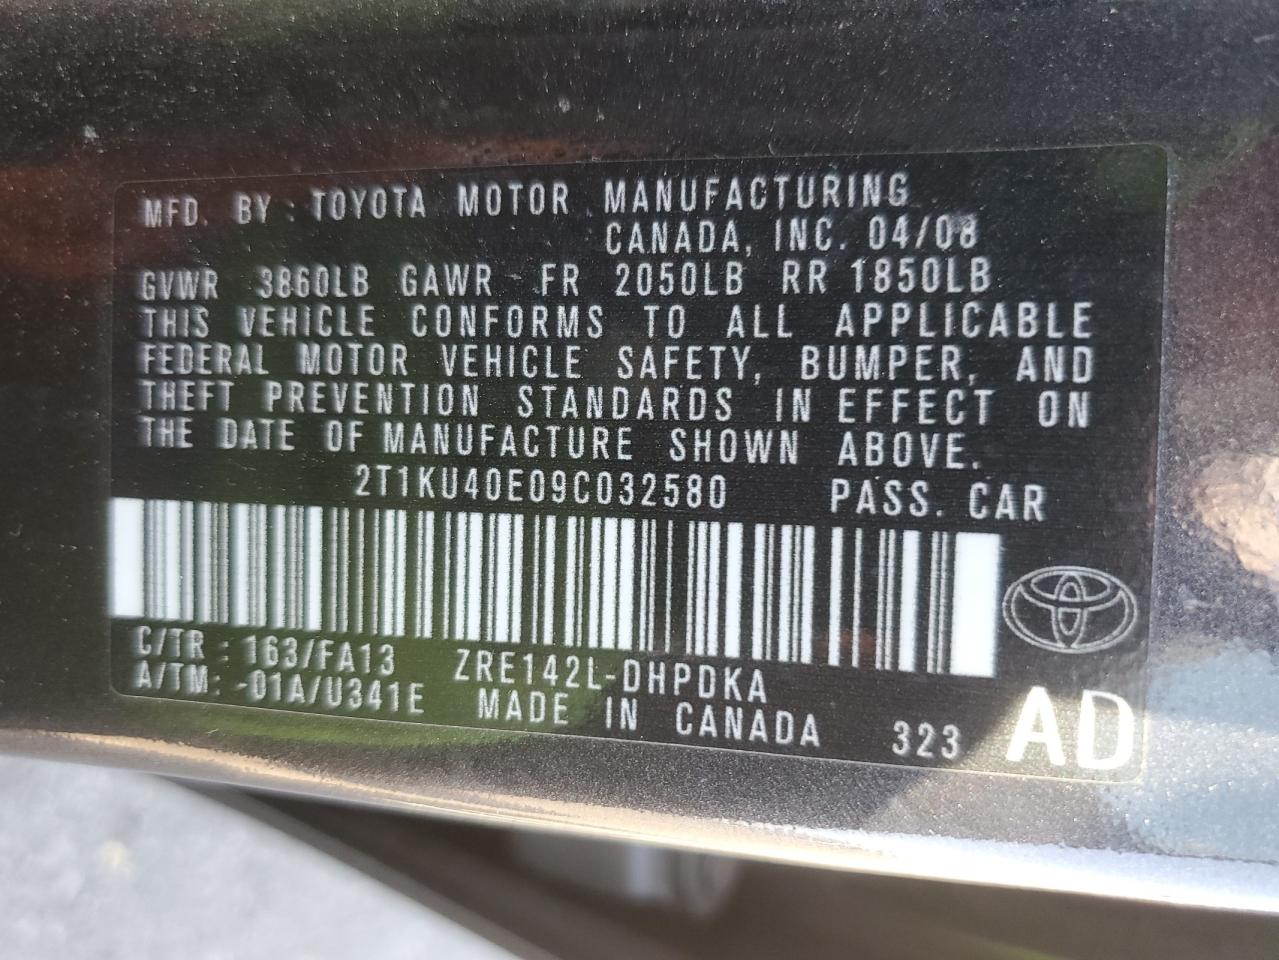 MFD. BY: TOYOTA MOTOR MANUFACTURING
CANADA, INC. 04/08
GVWR 3860LB GAWR FR 2050LB RR 1850LB
THIS VEHICLE CONFORMS TO ALL APPLICABLE
FEDERAL MOTOR VEHICLE SAFETY, BUMPER, AND
THEFT PREVENTION STANDARDS IN EFFECT ON
THE DATE OF MANUFACTURE SHOWN ABOVE.
2T1KU40E09C032580 PASS. CAR
C/TR: 163/FA13 ZRE142L-DHPDKA
A/TM: -01A/U341E MADE IN CANADA 323 AD